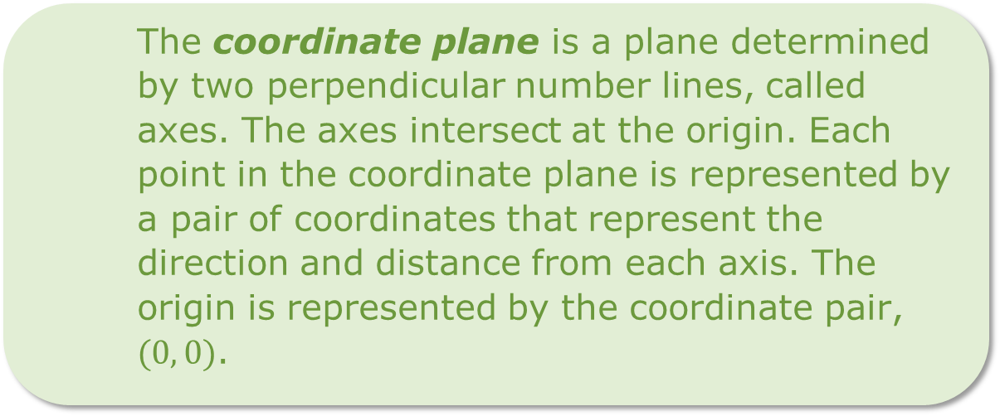 The coordinate plane is a plane determined
by two perpendicular number lines, called
axes. The axes intersect at the origin. Each
point in the coordinate plane is represented by
a pair of coordinates that represent the
direction and distance from each axis. The
origin is represented by the coordinate pair,
(0, 0).